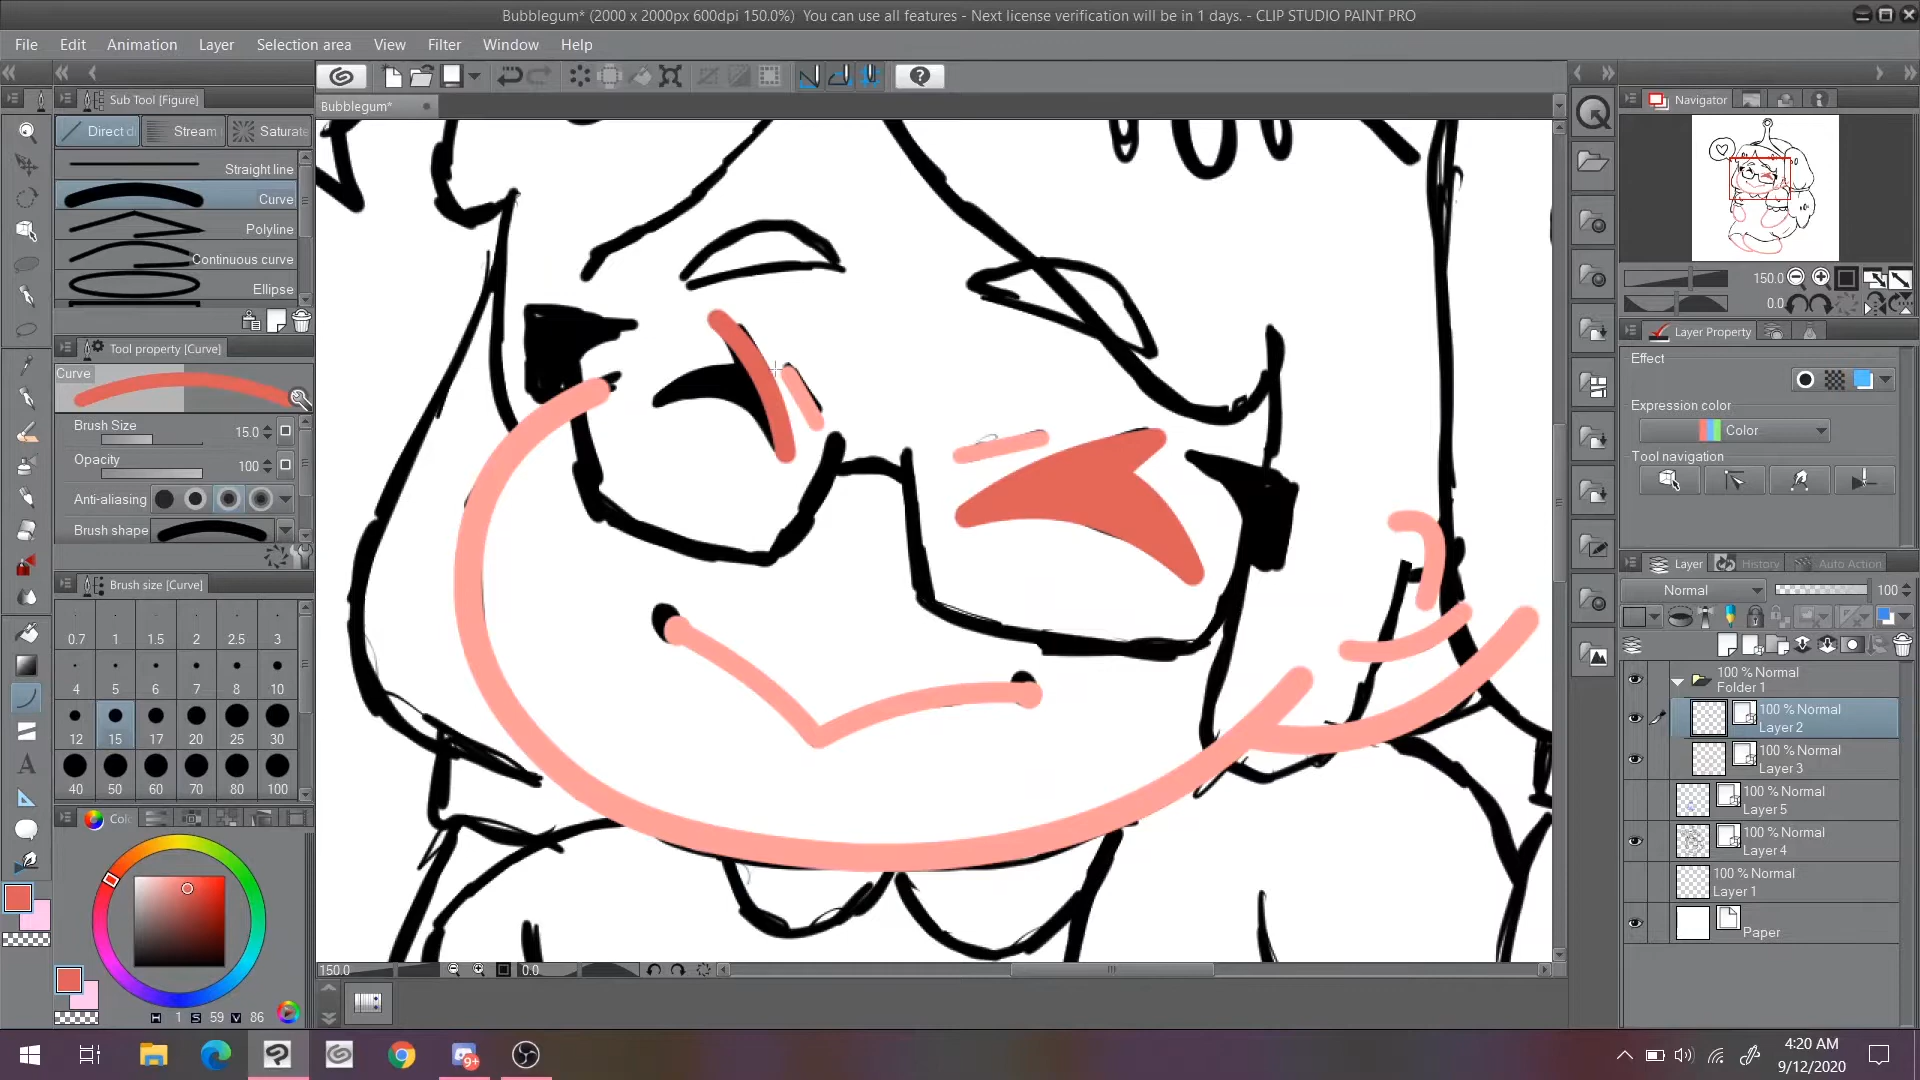 Bubblegum* (2000 x 2000px 600dpi 150.0%)  You can use all features - Next license verification will be in 1 days. - CLIP STUDIO PAINT PRO
File Edit Animation Layer Selection area View Filter Window Help
Sub Tool [Figure]
Direct d
Stream
Saturate
Straight line
Curve
Polyline
Continuous curve
Ellipse
Tool property [Curve]
Curve
Brush Size 15.0
Opacity 100
Anti-aliasing
Brush shape
Brush size [Curve]
0.7 1 1.5 2 2.5 3
4 5 6 7 8 10
12 15 17 20 25 30
40 50 60 70 80 100
Colo
H 1 S 59 V 86
Bubblegum*
150.0
0.0
Navigator
150.0
0.0
Layer Property
Effect
Expression color
Color
Tool navigation
Layer History Auto Action
Normal 100
100 % Normal
Folder 1
100 % Normal
Layer 2
100 % Normal
Layer 3
100 % Normal
Layer 5
100 % Normal
Layer 4
100 % Normal
Layer 1
Paper
A
9+
4:20 AM
9/12/2020